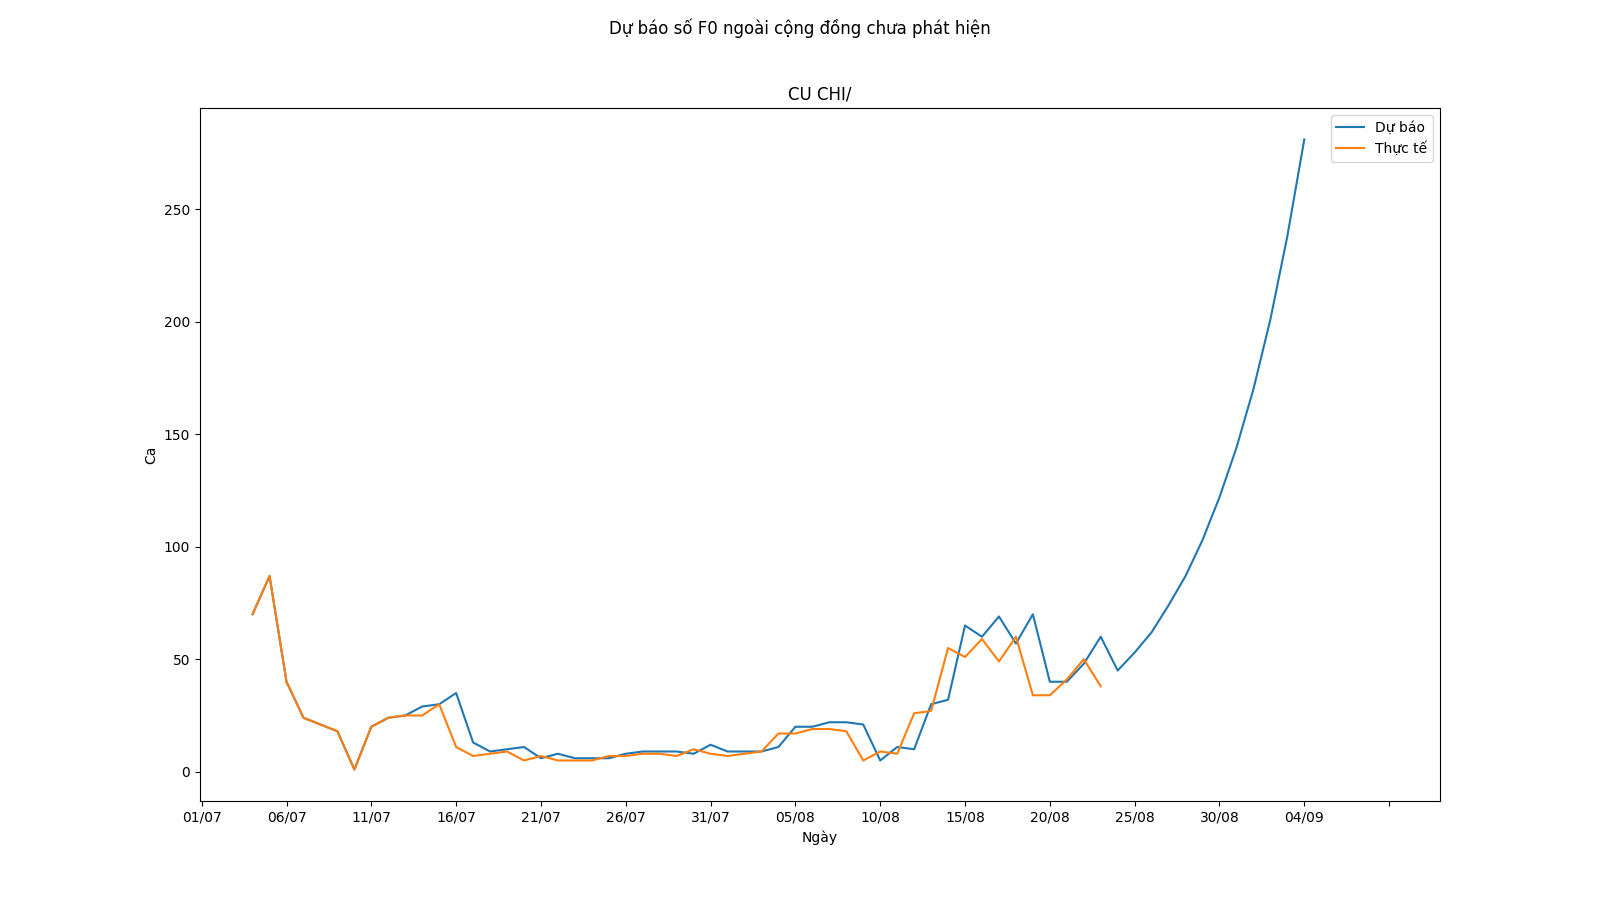 Dự báo số F0 ngoài cộng đồng chưa phát hiện
CU CHI/
Dự báo
Thực tế
250
200
150
100
50
0
Ca
01/07 06/07 11/07 16/07 21/07 26/07 31/07 05/08 10/08 15/08 20/08 25/08 30/08 04/09
Ngày